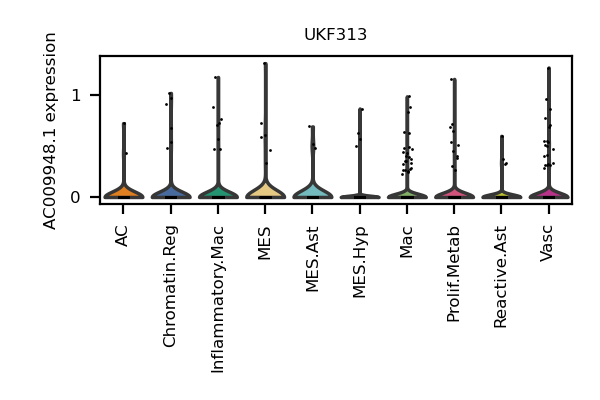 UKF313
AC009948.1 expression
1
0
AC
Chromatin.Reg
Inflammatory.Mac
MES
MES.Ast
MES.Hyp
Mac
Prolif.Metab
Reactive.Ast
Vasc